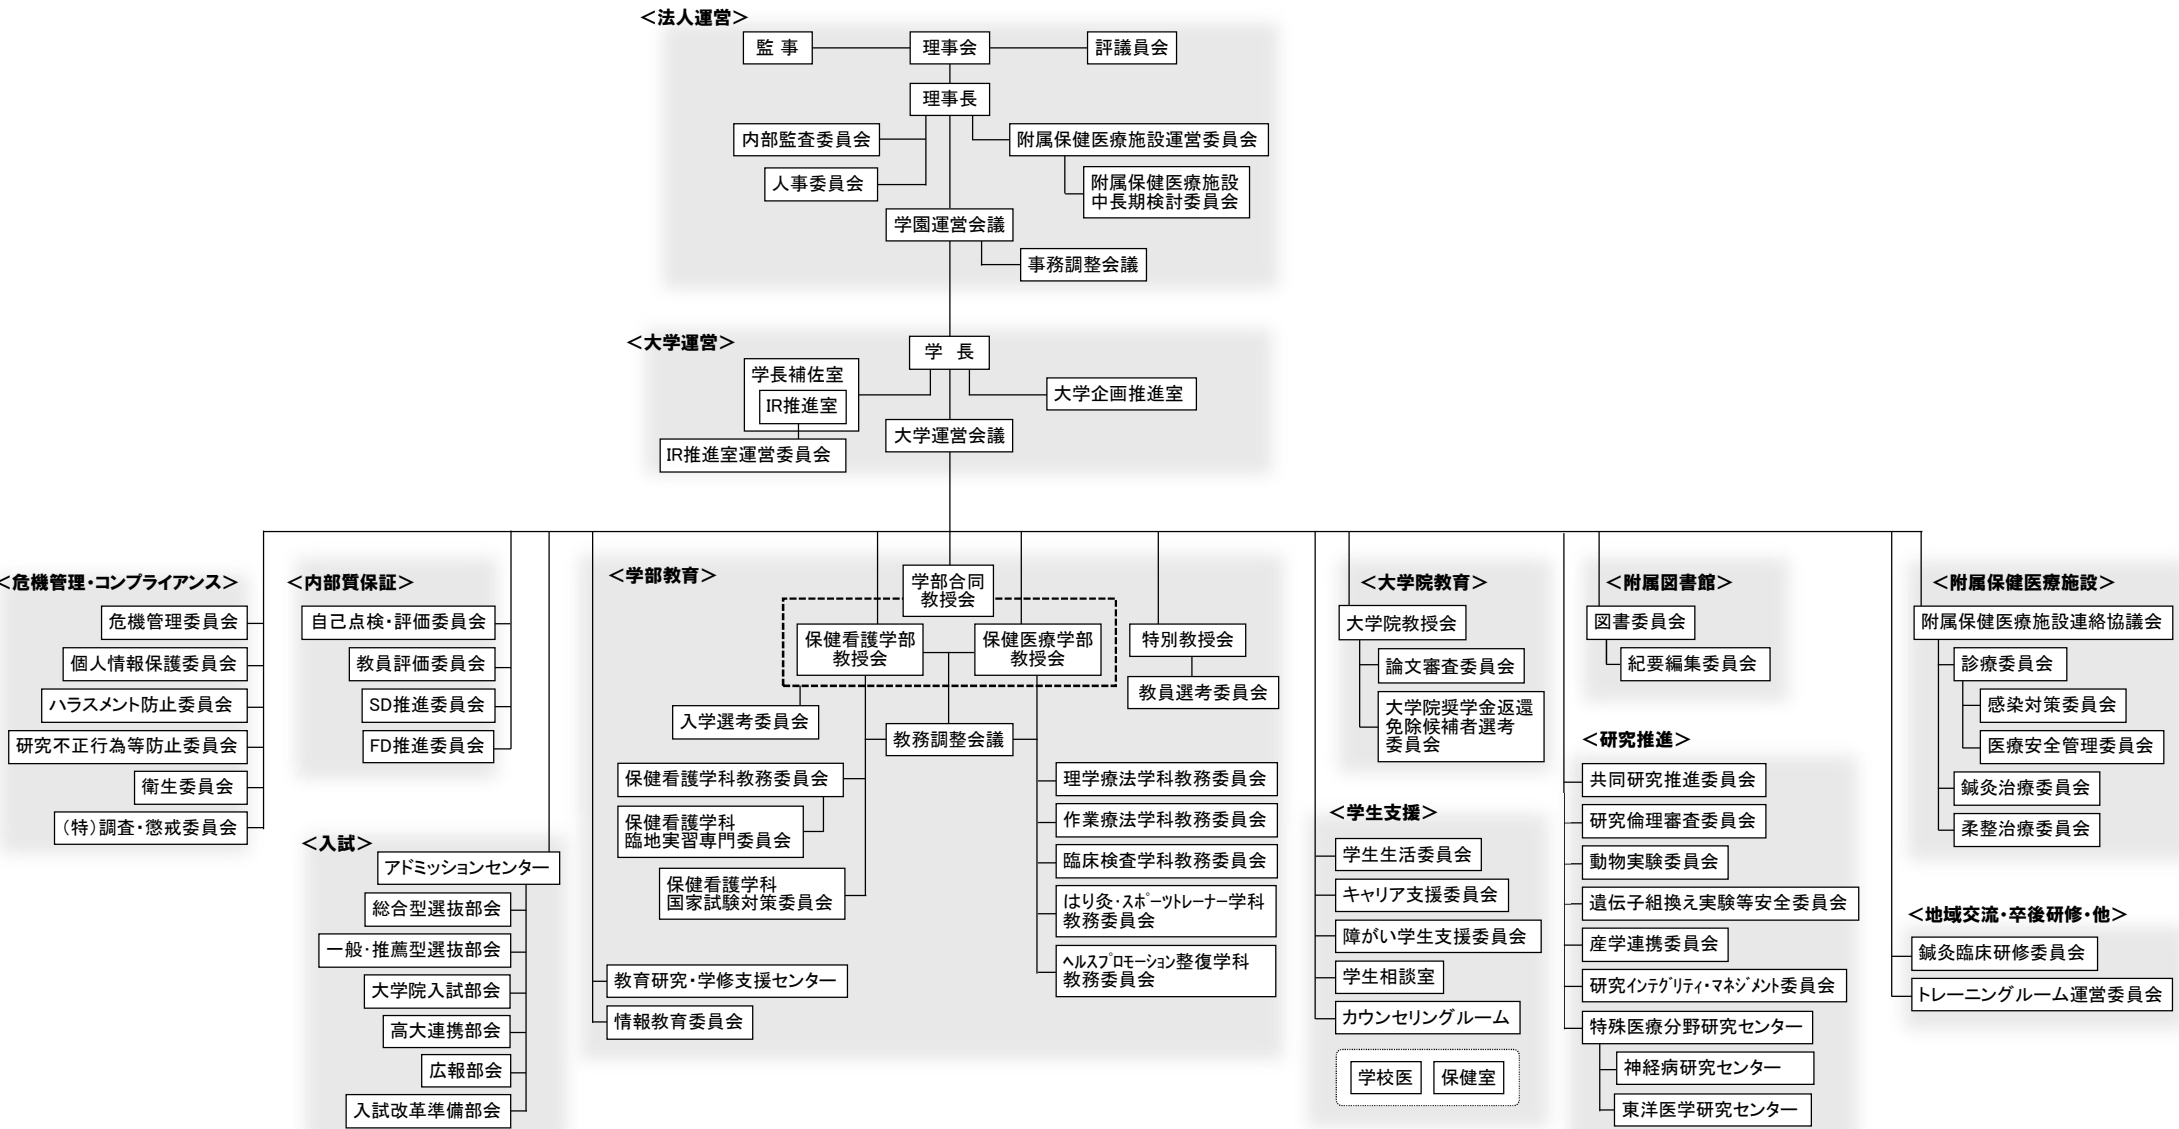 ＜法人運営＞
監 事
理事会
評議員会
理事長
内部監査委員会
附属保健医療施設運営委員会
人事委員会
附属保健医療施設
中長期検討委員会
学園運営会議
事務調整会議
＜大学運営＞
学 長
学長補佐室
IR推進室
大学企画推進室
大学運営会議
IR推進室運営委員会
＜危機管理・コンプライアンス＞
危機管理委員会
個人情報保護委員会
ハラスメント防止委員会
研究不正行為等防止委員会
衛生委員会
（特）調査・懲戒委員会
＜内部質保証＞
自己点検・評価委員会
教員評価委員会
SD推進委員会
FD推進委員会
＜入試＞
アドミッションセンター
総合型選抜部会
一般・推薦型選抜部会
大学院入試部会
高大連携部会
広報部会
入試改革準備部会
＜学部教育＞
学部合同
教授会
保健看護学部
教授会
保健医療学部
教授会
特別教授会
教員選考委員会
入学選考委員会
教務調整会議
保健看護学科教務委員会
保健看護学科
臨地実習専門委員会
保健看護学科
国家試験対策委員会
理学療法学科教務委員会
作業療法学科教務委員会
臨床検査学科教務委員会
はり灸・スポーツトレーナー学科
教務委員会
ヘルスプロモーション整復学科
教務委員会
教育研究・学修支援センター
情報教育委員会
＜大学院教育＞
大学院教授会
論文審査委員会
大学院奨学金返還
免除候補者選考
委員会
＜学生支援＞
学生生活委員会
キャリア支援委員会
障がい学生支援委員会
学生相談室
カウンセリングルーム
学校医
保健室
＜附属図書館＞
図書委員会
紀要編集委員会
＜研究推進＞
共同研究推進委員会
研究倫理審査委員会
動物実験委員会
遺伝子組換え実験等安全委員会
産学連携委員会
研究インテグリティ・マネジメント委員会
特殊医療分野研究センター
神経病研究センター
東洋医学研究センター
＜附属保健医療施設＞
附属保健医療施設連絡協議会
診療委員会
感染対策委員会
医療安全管理委員会
鍼灸治療委員会
柔整治療委員会
＜地域交流・卒後研修・他＞
鍼灸臨床研修委員会
トレーニングルーム運営委員会